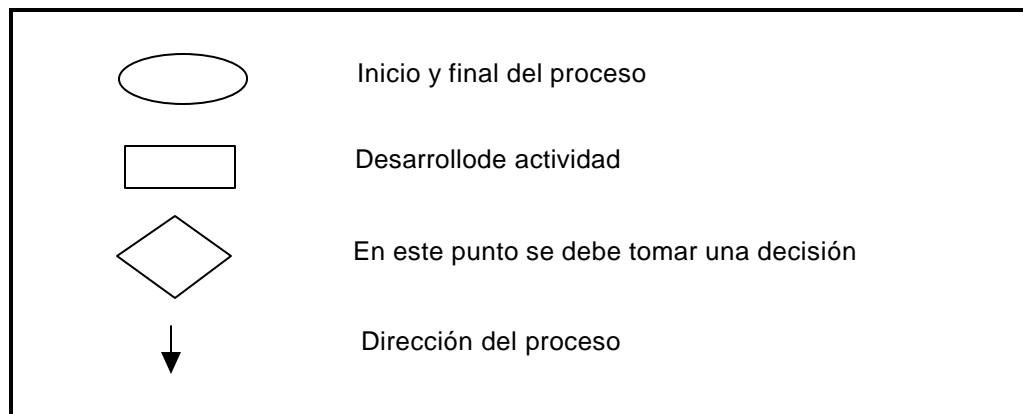 Inicio y final del proceso
Desarrollode actividad
En este punto se debe tomar una decisión
Dirección del proceso